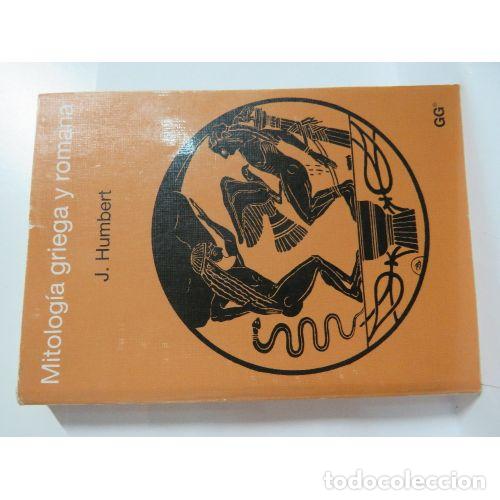 Mitología griega y romana
J. Humbert
GG®
todocoleccion